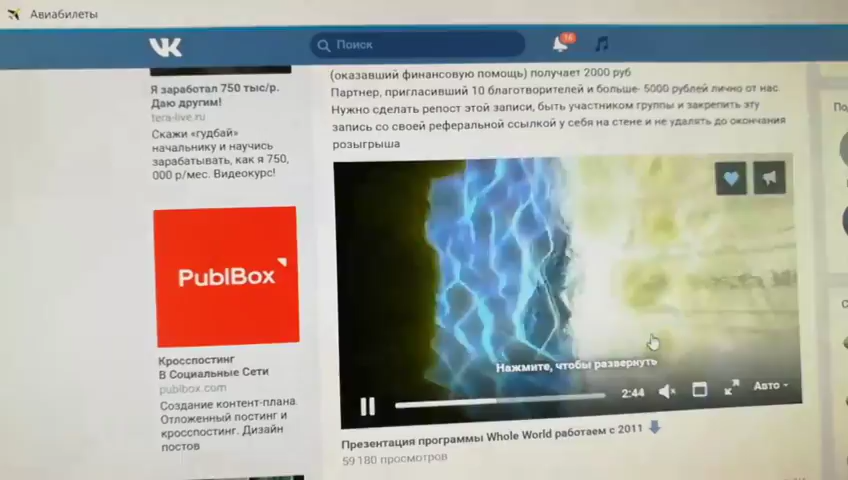 Авиабилеты
Поиск
16
Я заработал 750 тыс/р.
Даю другим!
tera-live.ru
Скажи «гудбай»
начальнику и научись
зарабатывать, как я 750,
000 р/мес. Видеокурс!
PublBox
Кросспостинг
В Социальные Сети
publbox.com
Создание контент-плана.
Отложенный постинг и
кросспостинг. Дизайн
постов
(оказавший финансовую помощь) получает 2000 руб
Партнер, пригласивший 10 благотворителей и больше- 5000 рублей лично от нас
Нужно сделать репост этой записи, быть участником группы и закрепить эту
запись со своей реферальной ссылкой у себя на стене и не удалять до окончания
розыгрыша
Нажмите, чтобы развернуть
2:44
Авто
Презентация программы Whole World работаем с 2011
59 180 просмотров
По